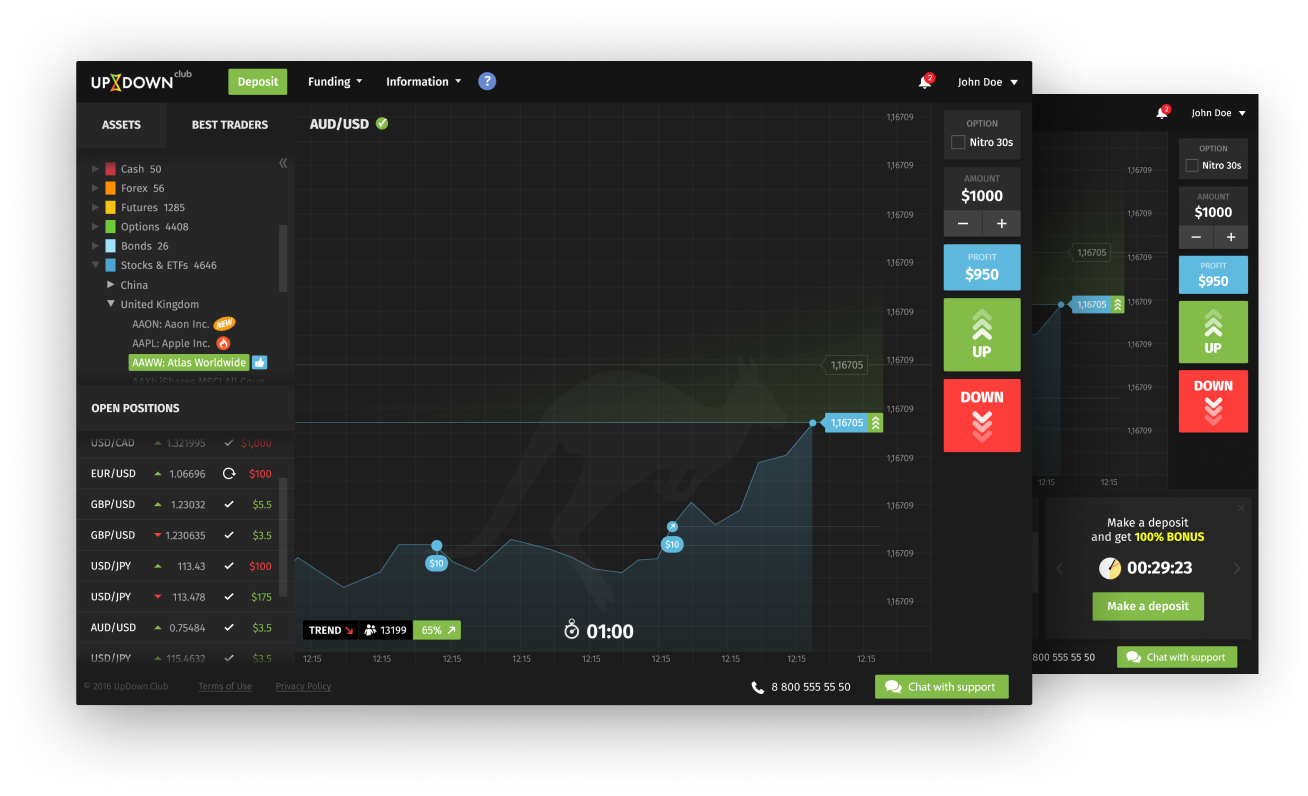 UPXDOWN club
Deposit
Funding
Information
?
2
John Doe
ASSETS
BEST TRADERS
Cash 50
Forex 56
Futures 1285
Options 4408
Bonds 26
Stocks & ETFs 4646
China
United Kingdom
AAON: Aaon Inc. NEW
AAPL: Apple Inc.
AAWW: Atlas Worldwide
OPEN POSITIONS
USD/CAD 1.321995 $1,000
EUR/USD 1.06696 $100
GBP/USD 1.23032 $5.5
GBP/USD 1.230635 $3.5
USD/JPY 113.43 $100
USD/JPY 113.478 $175
AUD/USD 0.75484 $3.5
USD/JPY 115.4632 $3.5
AUD/USD
1,16709
1,16709
1,16709
1,16709
1,16709
1,16709
1,16709
1,16709
1,16709
1,16709
1,16709
1,16705
1,16705
$10
$10
TREND
13199
65%
01:00
12:15
12:15
12:15
12:15
12:15
12:15
12:15
12:15
12:15
OPTION
Nitro 30s
AMOUNT
$1000
− +
PROFIT
$950
UP
DOWN
© 2016 UpDown.Club
Terms of Use
Privacy Policy
8 800 555 55 50
Chat with support
2
John Doe
1,16709
1,16709
1,16709
1,16709
1,16709
1,16709
1,16709
1,16705
1,16705
12:15
12:15
OPTION
Nitro 30s
AMOUNT
$1000
− +
PROFIT
$950
UP
DOWN
Make a deposit
and get 100% BONUS
00:29:23
Make a deposit
800 555 55 50
Chat with support